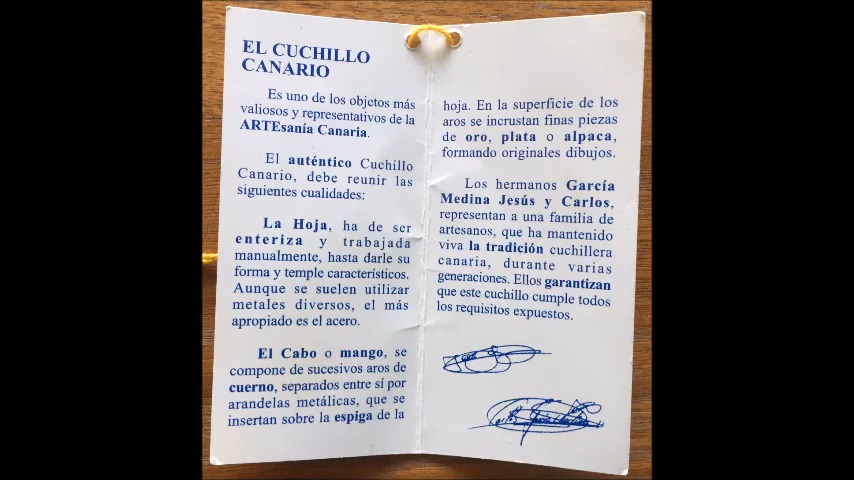 EL CUCHILLO
CANARIO
Es uno de los objetos más
valiosos y representativos de la
ARTEsanía Canaria.
El auténtico Cuchillo
Canario, debe reunir las
siguientes cualidades:
La Hoja, ha de ser
enteriza y trabajada
manualmente, hasta darle su
forma y temple característicos.
Aunque se suelen utilizar
metales diversos, el más
apropiado es el acero.
El Cabo o mango, se
compone de sucesivos aros de
cuerno, separados entre sí por
arandelas metálicas, que se
insertan sobre la espiga de la
hoja. En la superficie de los
aros se incrustan finas piezas
de oro, plata o alpaca,
formando originales dibujos.
Los hermanos García
Medina Jesús y Carlos,
representan a una familia de
artesanos, que ha mantenido
viva la tradición cuchillera
canaria, durante varias
generaciones. Ellos garantizan
que este cuchillo cumple todos
los requisitos expuestos.